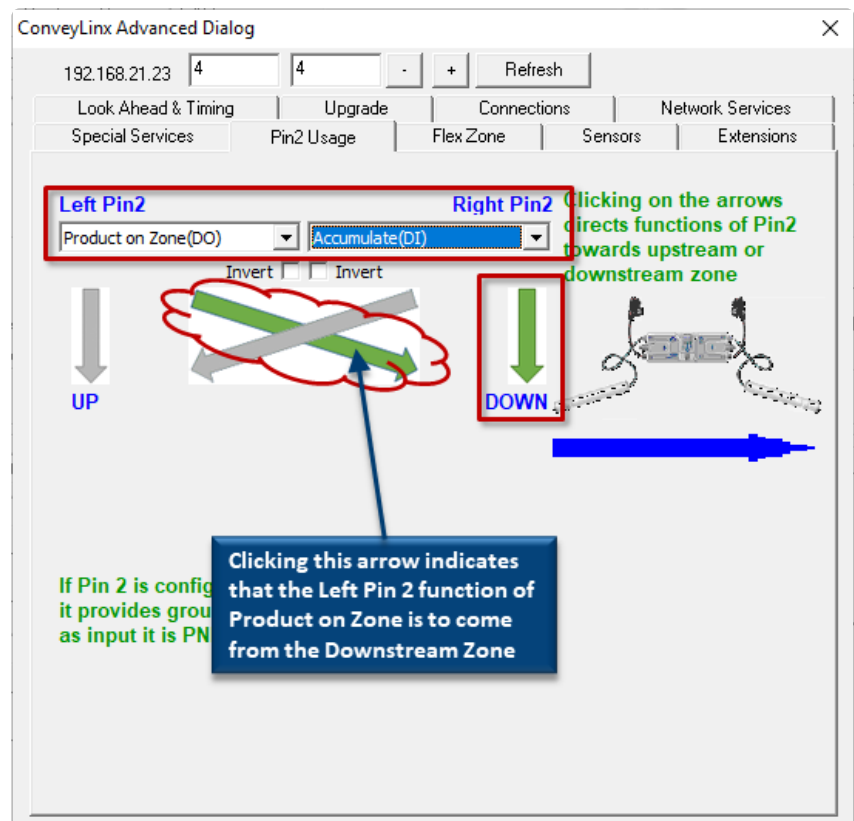 ConveyLinx Advanced Dialog
192.168.21.23 4 4 - + Refresh
Look Ahead & Timing Upgrade Connections Network Services
Special Services Pin2 Usage Flex Zone Sensors Extensions
Left Pin2 Right Pin2
Product on Zone(DO) Accumulate(DI)
Invert Invert
Clicking on the arrows
directs functions of Pin2
towards upstream or
downstream zone
UP DOWN
Clicking this arrow indicates
that the Left Pin 2 function of
Product on Zone is to come
from the Downstream Zone
If Pin 2 is config
it provides grou
as input it is PN